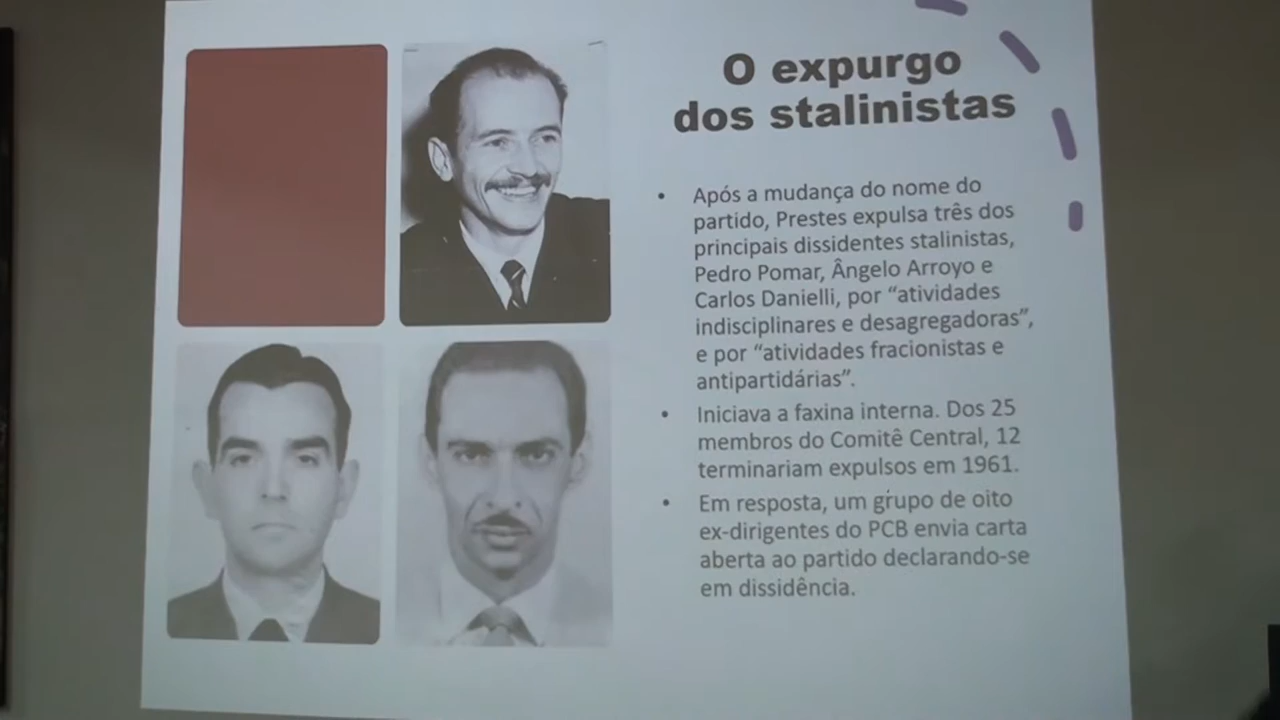 O expurgo
dos stalinistas
• Após a mudança do nome do
partido, Prestes expulsa três dos
principais dissidentes stalinistas,
Pedro Pomar, Ângelo Arroyo e
Carlos Danielli, por “atividades
indisciplinares e desagregadoras”,
e por “atividades fracionistas e
antipartidárias”.
• Iniciava a faxina interna. Dos 25
membros do Comitê Central, 12
terminariam expulsos em 1961.
• Em resposta, um grupo de oito
ex-dirigentes do PCB envia carta
aberta ao partido declarando-se
em dissidência.